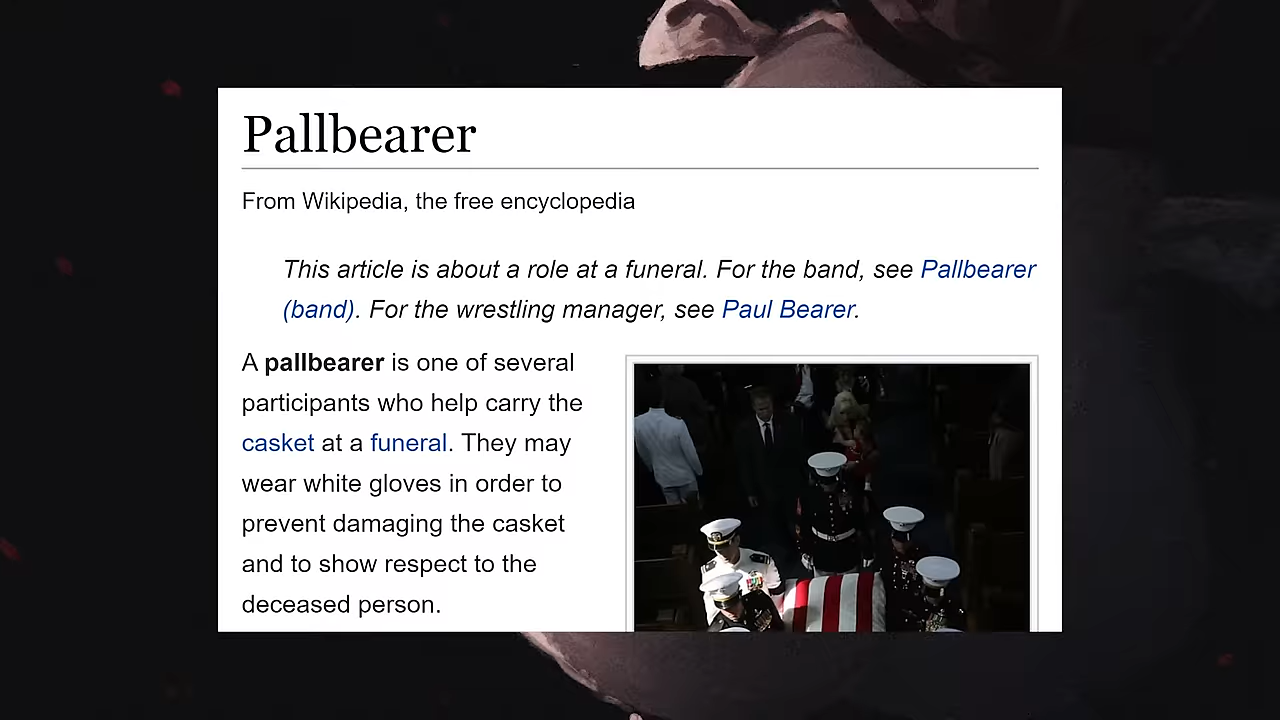 Pallbearer
From Wikipedia, the free encyclopedia
This article is about a role at a funeral. For the band, see Pallbearer
(band). For the wrestling manager, see Paul Bearer.
A pallbearer is one of several
participants who help carry the
casket at a funeral. They may
wear white gloves in order to
prevent damaging the casket
and to show respect to the
deceased person.